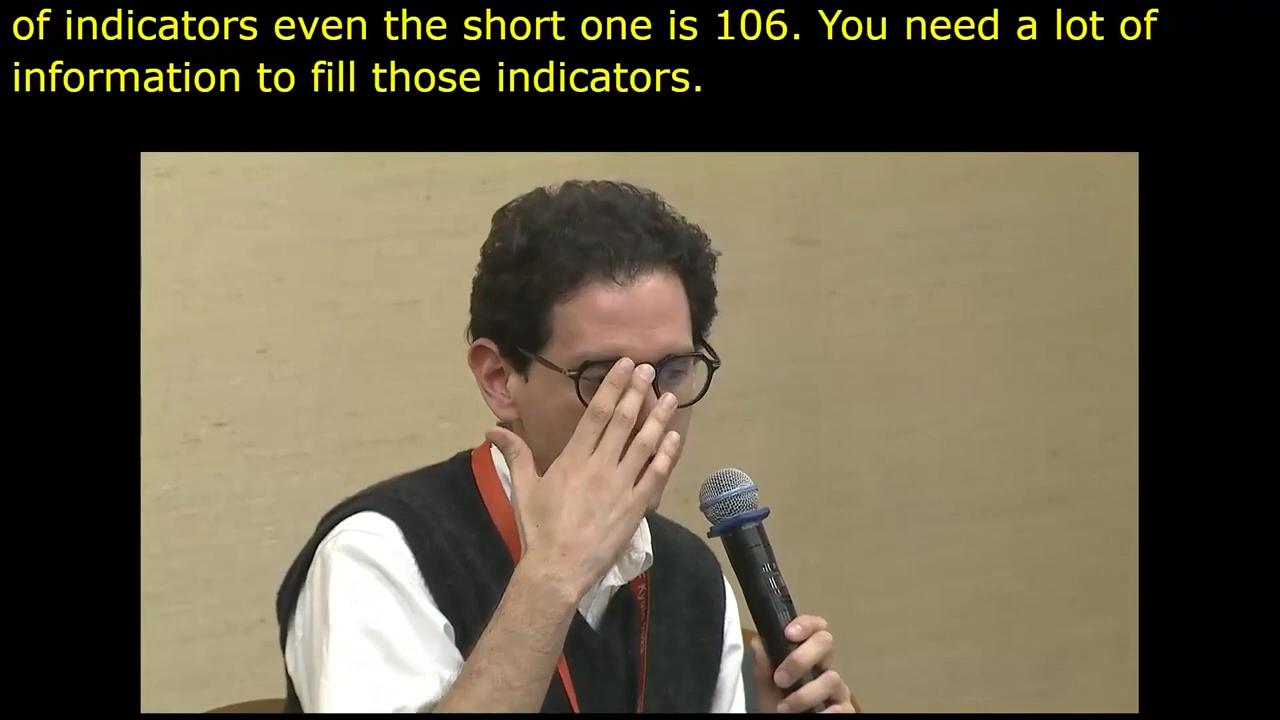 of indicators even the short one is 106. You need a lot of
information to fill those indicators.